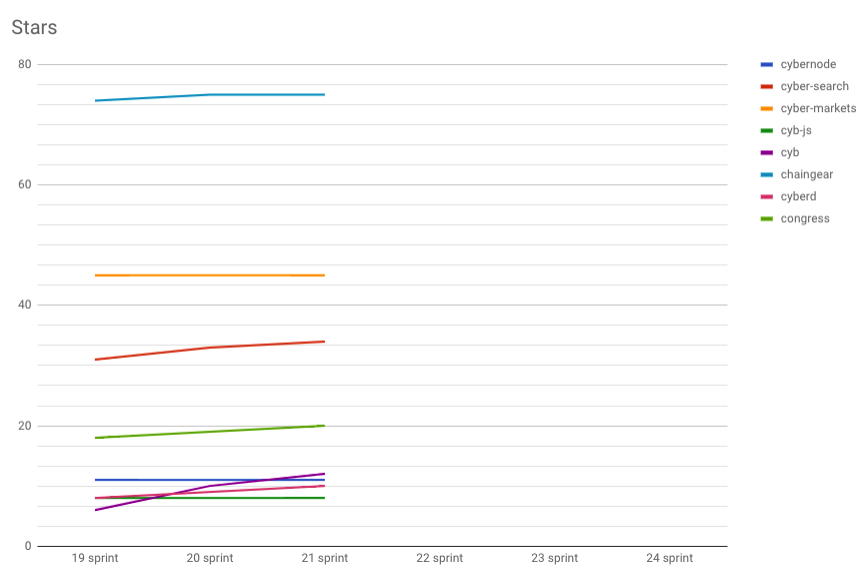 Stars
80
60
40
20
0
19 sprint
20 sprint
21 sprint
22 sprint
23 sprint
24 sprint
cybernode
cyber-search
cyber-markets
cyb-js
cyb
chaingear
cyberd
congress